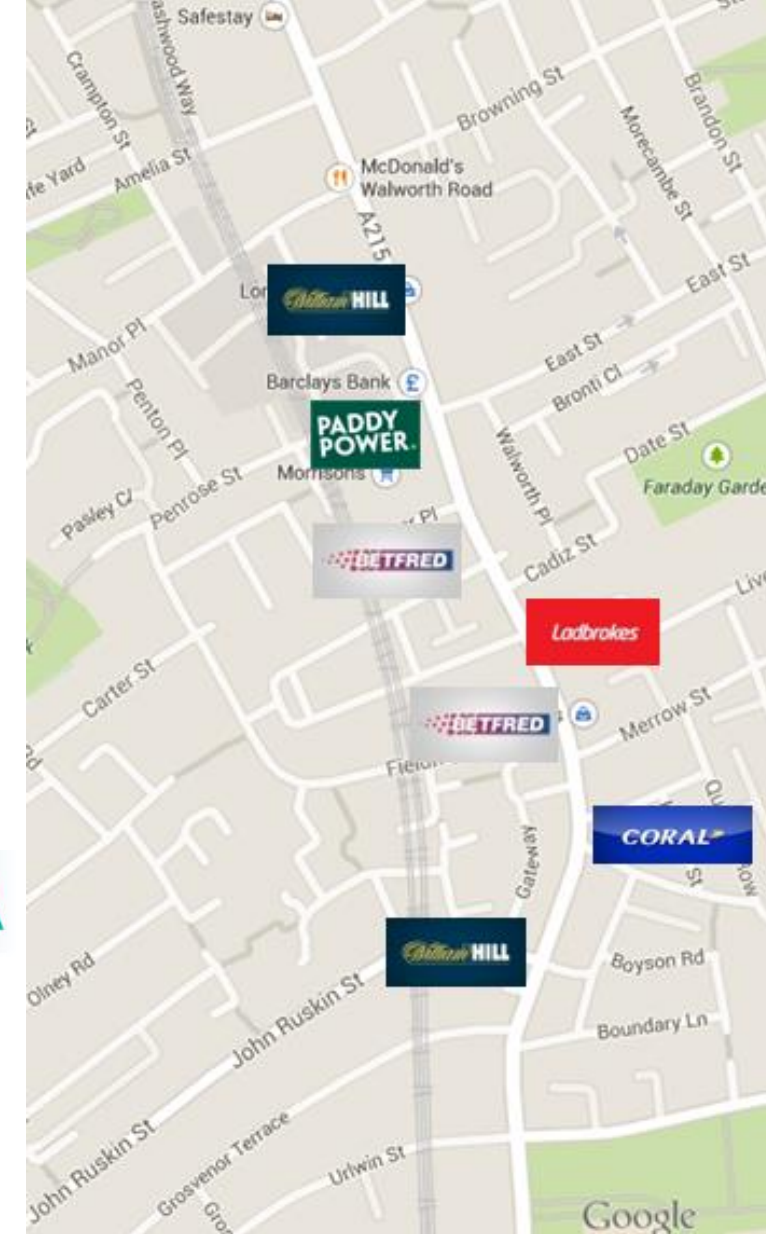 Safestay
Crampton St
Browning St
Brandon St
Morecambe St
Amelia St
McDonald's
Walworth Road
A215
East St
William HILL
Manor Pl
East St
Barclays Bank
Bronti Cl
Penton Pl
PADDY
POWER
Walworth Pl
Date St
Morrisons
Faraday Garde
Penrose St
Pasley Cl
Cadiz St
BETFRED
Ladbrokes
Carter St
Merrow St
BETFRED
CORAL
Gateway
St
William HILL
Boyson Rd
Olney Rd
John Ruskin St
Boundary Ln
Grosvenor Terrace
Urlwin St
John Ruskin St
Google